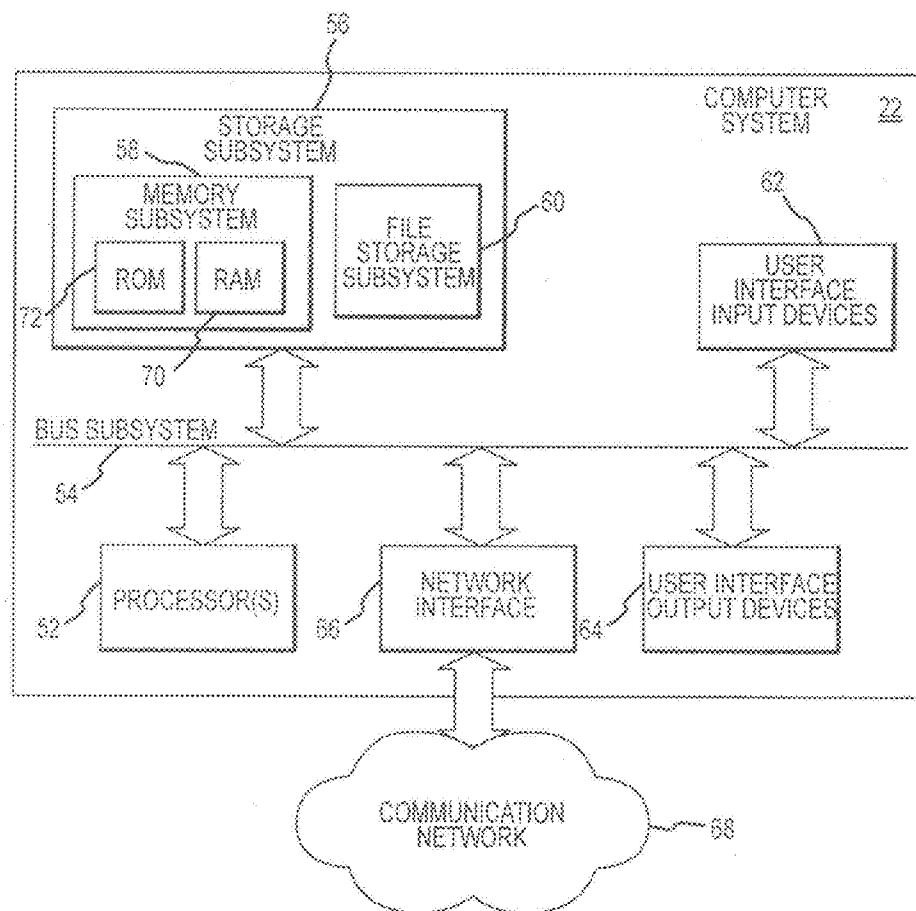 56
STORAGE
SUBSYSTEM
COMPUTER
SYSTEM
22
58
MEMORY
SUBSYSTEM
ROM
RAM
72
70
FILE
STORAGE
SUBSYSTEM
60
62
USER
INTERFACE
INPUT DEVICES
BUS SUBSYSTEM
54
PROCESSOR(S)
52
NETWORK
INTERFACE
66
USER INTERFACE
OUTPUT DEVICES
64
COMMUNICATION
NETWORK
68